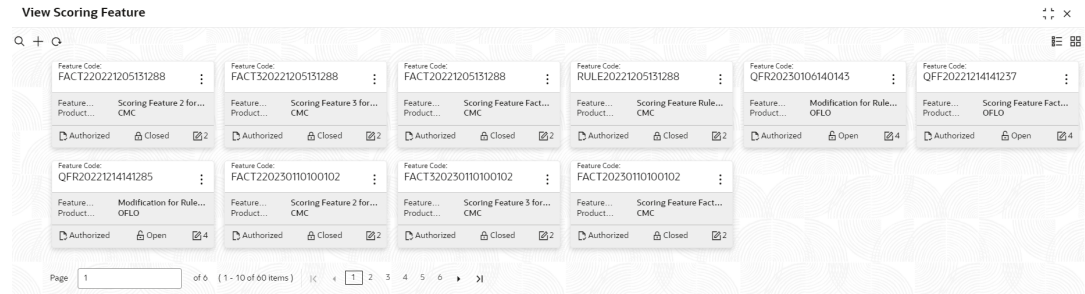 View Scoring Feature
Feature Code:
FACT220221205131288
Feature... Scoring Feature 2 for...
Product... CMC
Authorized Closed 2
Feature Code:
FACT320221205131288
Feature... Scoring Feature 3 for...
Product... CMC
Authorized Closed 2
Feature Code:
FACT20221205131288
Feature... Scoring Feature Fact...
Product... CMC
Authorized Closed 2
Feature Code:
RULE20221205131288
Feature... Scoring Feature Rule...
Product... CMC
Authorized Closed 2
Feature Code:
QFR20230106140143
Feature... Modification for Rule...
Product... OFLO
Authorized Open 4
Feature Code:
QFF20221214141237
Feature... Scoring Feature Fact...
Product... OFLO
Authorized Open 4
Feature Code:
QFR20221214141285
Feature... Modification for Rule...
Product... OFLO
Authorized Open 4
Feature Code:
FACT220230110100102
Feature... Scoring Feature 2 for...
Product... CMC
Authorized Closed 2
Feature Code:
FACT320230110100102
Feature... Scoring Feature 3 for...
Product... CMC
Authorized Closed 2
Feature Code:
FACT20230110100102
Feature... Scoring Feature Fact...
Product... CMC
Authorized Closed 2
Page 1 of 6 ( 1 - 10 of 60 items ) 1 2 3 4 5 6